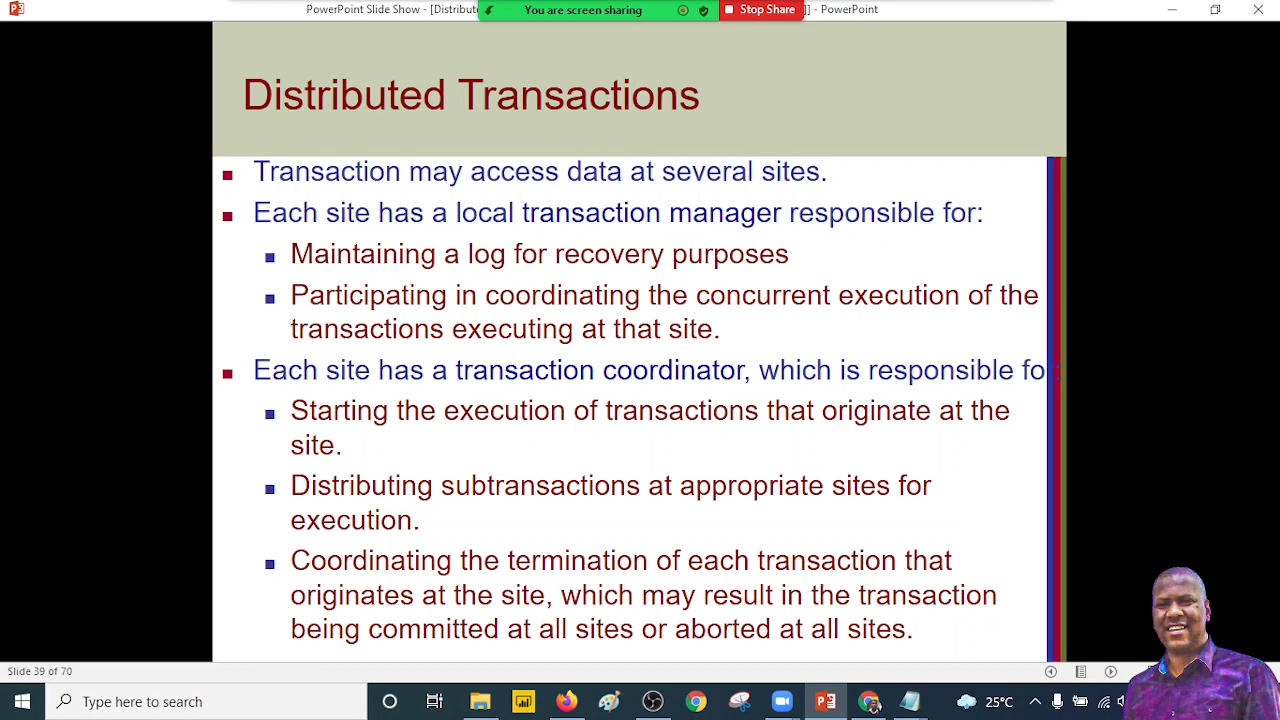 PowerPoint Slide Show - [Distribute
You are screen sharing
Stop Share
]] - PowerPoint
Distributed Transactions
Transaction may access data at several sites.
Each site has a local transaction manager responsible for:
Maintaining a log for recovery purposes
Participating in coordinating the concurrent execution of the
transactions executing at that site.
Each site has a transaction coordinator, which is responsible for:
Starting the execution of transactions that originate at the
site.
Distributing subtransactions at appropriate sites for
execution.
Coordinating the termination of each transaction that
originates at the site, which may result in the transaction
being committed at all sites or aborted at all sites.
Slide 39 of 70
Type here to search
25°C